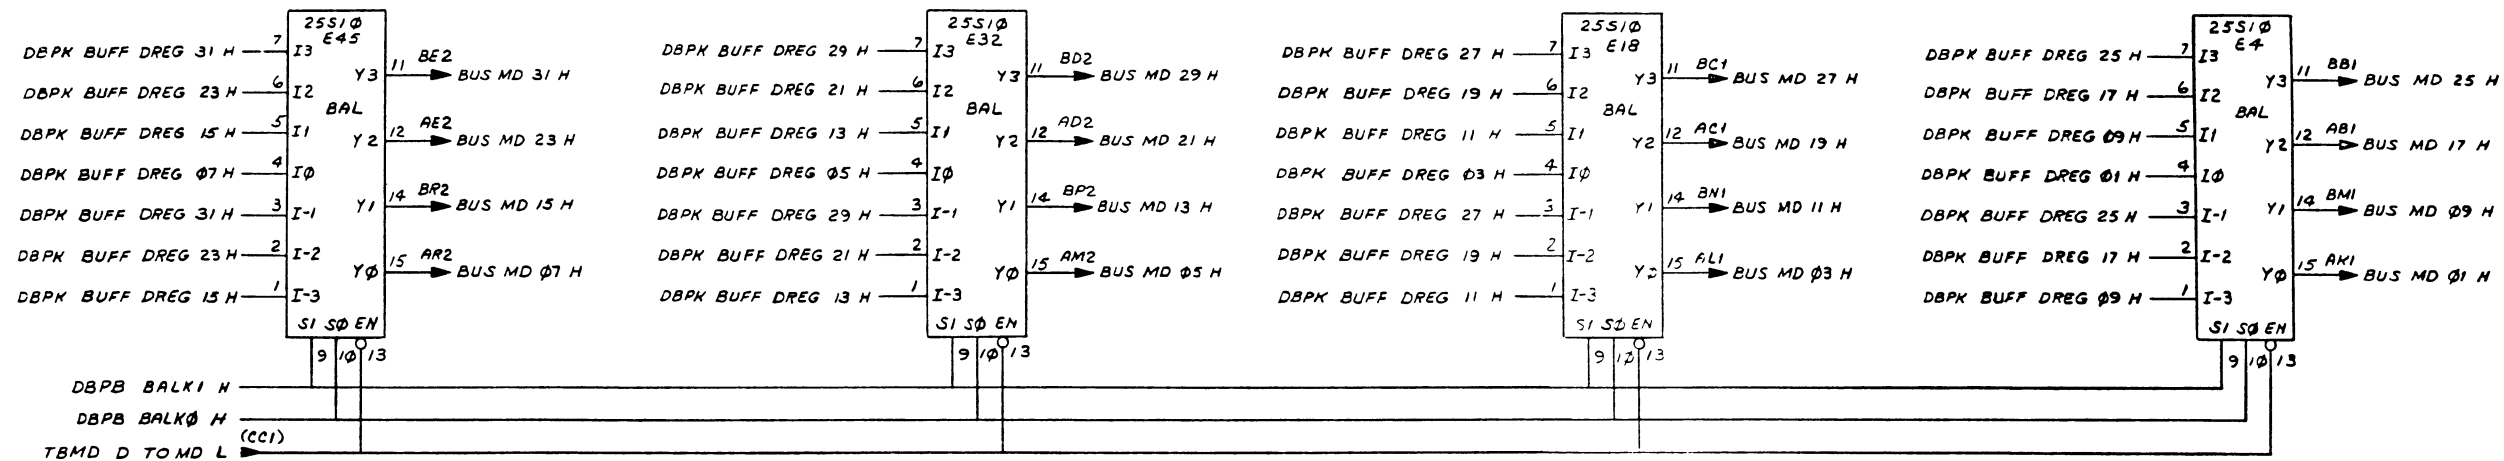 25S1Ø
E45
DBPK BUFF DREG 31 H 7 I3
Y3 11 BE2 BUS MD 31 H
DBPK BUFF DREG 23 H 6 I2
BAL
DBPK BUFF DREG 15 H 5 I1
Y2 12 AE2 BUS MD 23 H
DBPK BUFF DREG Ø7 H 4 IØ
DBPK BUFF DREG 31 H 3 I-1
Y1 14 BR2 BUS MD 15 H
DBPK BUFF DREG 23 H 2 I-2
YØ 15 AR2 BUS MD Ø7 H
DBPK BUFF DREG 15 H 1 I-3
S1 SØ EN
9 1Ø 13
25S1Ø
E32
DBPK BUFF DREG 29 H 7 I3
Y3 11 BD2 BUS MD 29 H
DBPK BUFF DREG 21 H 6 I2
BAL
DBPK BUFF DREG 13 H 5 I1
Y2 12 AD2 BUS MD 21 H
DBPK BUFF DREG Ø5 H 4 IØ
DBPK BUFF DREG 29 H 3 I-1
Y1 14 BP2 BUS MD 13 H
DBPK BUFF DREG 21 H 2 I-2
YØ 15 AM2 BUS MD Ø5 H
DBPK BUFF DREG 13 H 1 I-3
S1 SØ EN
9 1Ø 13
25S1Ø
E18
DBPK BUFF DREG 27 H 7 I3
Y3 11 BC1 BUS MD 27 H
DBPK BUFF DREG 19 H 6 I2
BAL
DBPK BUFF DREG 11 H 5 I1
Y2 12 AC1 BUS MD 19 H
DBPK BUFF DREG Ø3 H 4 IØ
DBPK BUFF DREG 27 H 3 I-1
Y1 14 BN1 BUS MD 11 H
DBPK BUFF DREG 19 H 2 I-2
YØ 15 AL1 BUS MD Ø3 H
DBPK BUFF DREG 11 H 1 I-3
S1 SØ EN
9 1Ø 13
25S1Ø
E4
DBPK BUFF DREG 25 H 7 I3
Y3 11 BB1 BUS MD 25 H
DBPK BUFF DREG 17 H 6 I2
BAL
DBPK BUFF DREG Ø9 H 5 I1
Y2 12 AB1 BUS MD 17 H
DBPK BUFF DREG Ø1 H 4 IØ
DBPK BUFF DREG 25 H 3 I-1
Y1 14 BM1 BUS MD Ø9 H
DBPK BUFF DREG 17 H 2 I-2
YØ 15 AK1 BUS MD Ø1 H
DBPK BUFF DREG Ø9 H 1 I-3
S1 SØ EN
9 1Ø 13
DBPB BALK1 H
DBPB BALKØ H
TBMD D TO MD L (CC1)